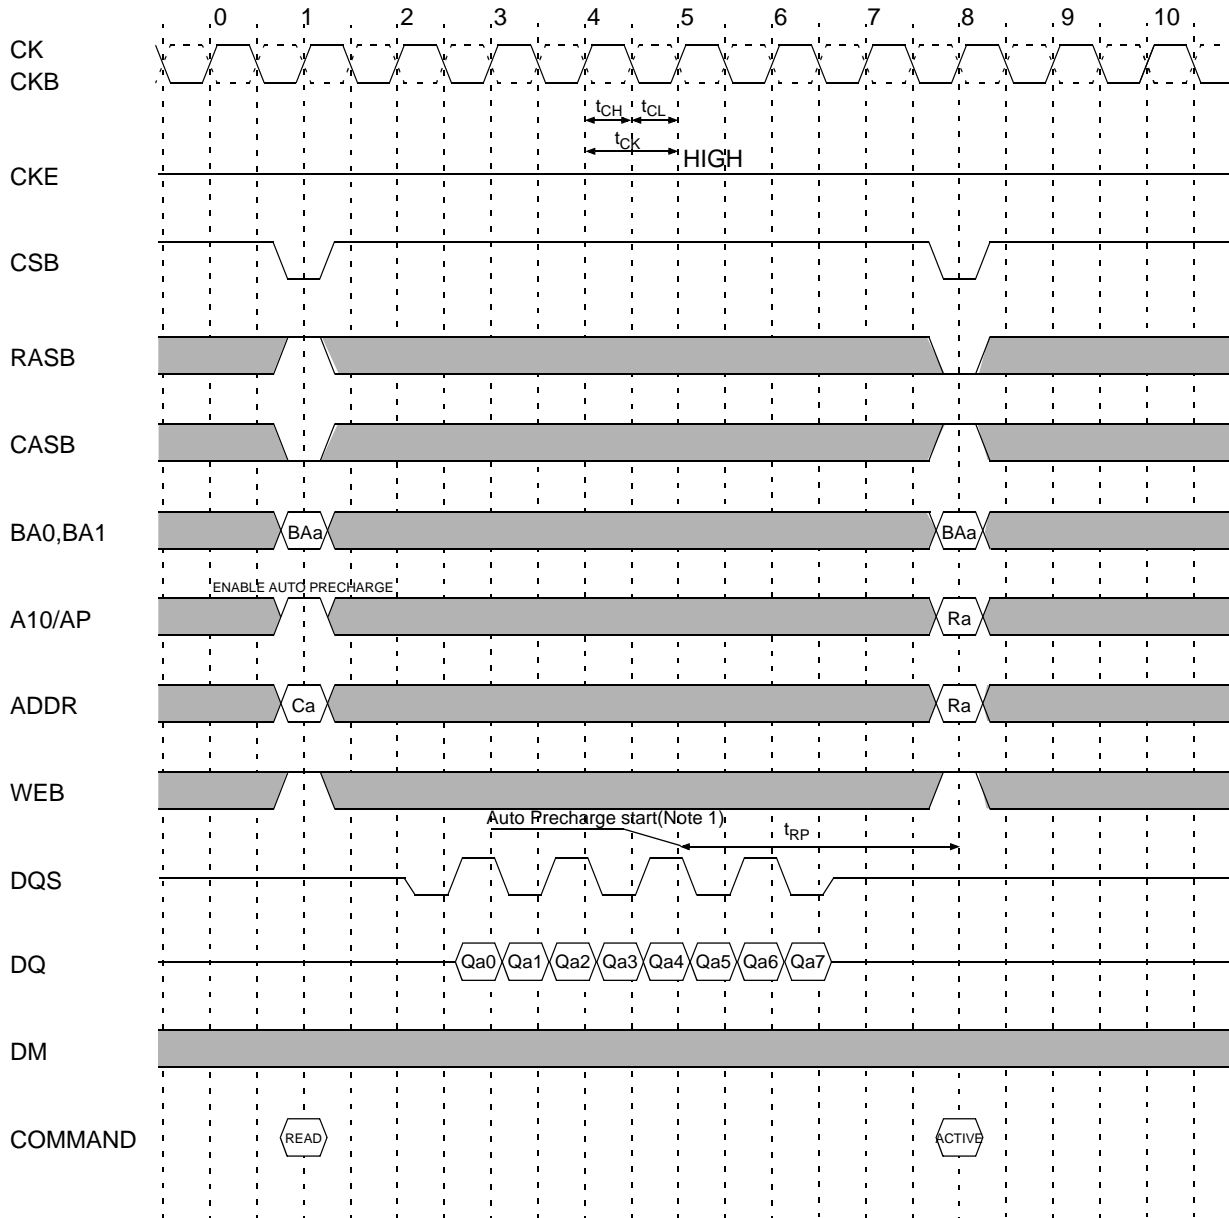 0 1 2 3 4 5 6 7 8 9 10
CK
CKB
tCH tCL
tCK
HIGH
CKE
CSB
RASB
CASB
BA0,BA1 BAa BAa
ENABLE AUTO PRECHARGE
A10/AP Ra
ADDR Ca Ra
WEB
Auto Precharge start(Note 1) tRP
DQS
DQ Qa0 Qa1 Qa2 Qa3 Qa4 Qa5 Qa6 Qa7
DM
COMMAND READ ACTIVE